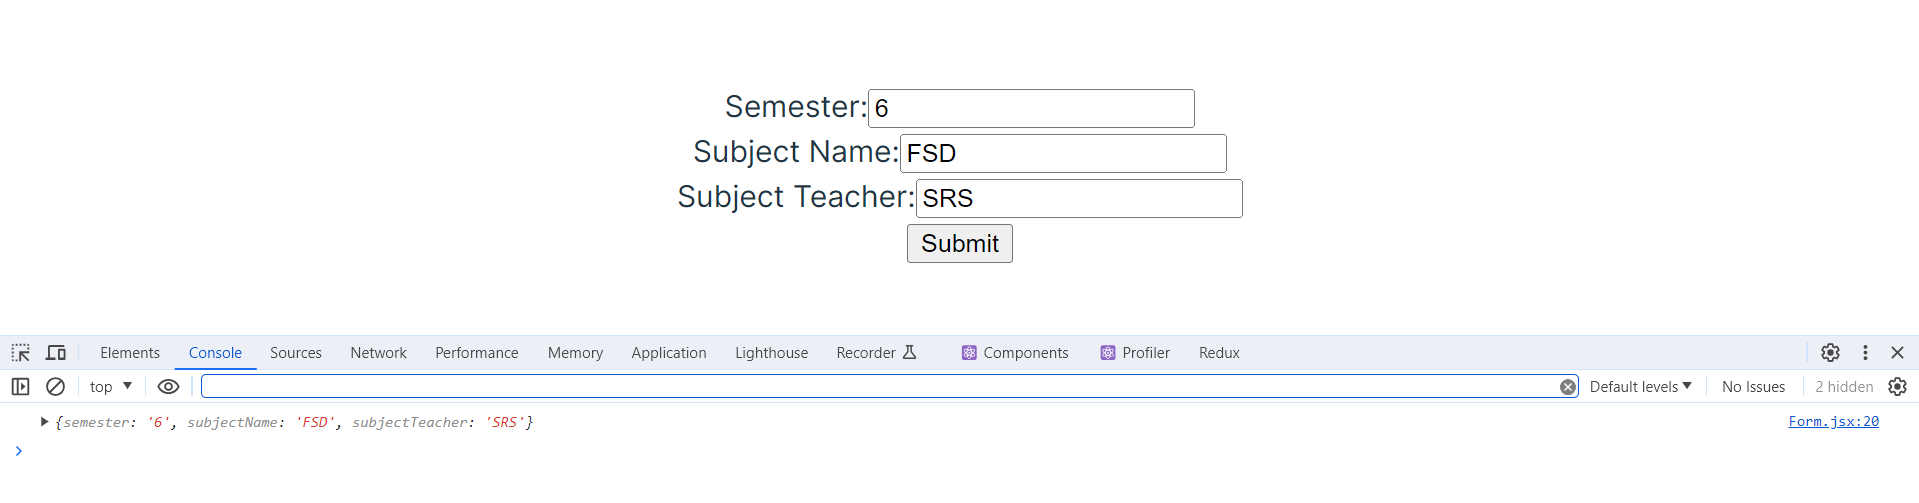 Semester: 6
Subject Name: FSD
Subject Teacher: SRS
Submit
Elements Console Sources Network Performance Memory Application Lighthouse Recorder Components Profiler Redux
top Default levels No Issues 2 hidden
{semester: '6', subjectName: 'FSD', subjectTeacher: 'SRS'} Form.jsx:20